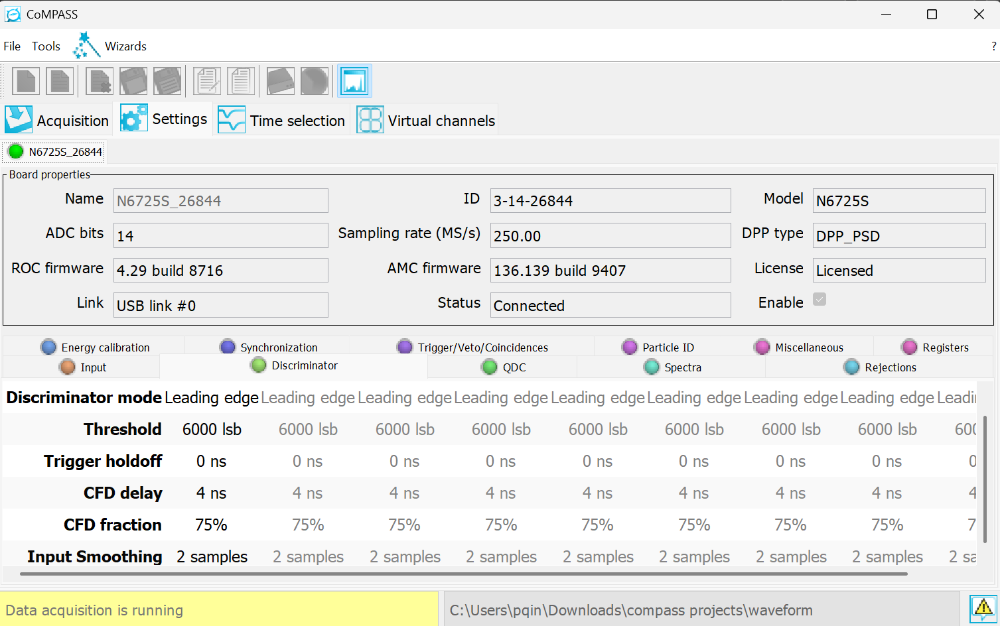 CoMPASS
File Tools Wizards ?
Acquisition Settings Time selection Virtual channels
N6725S_26844
Board properties
Name N6725S_26844 ID 3-14-26844 Model N6725S
ADC bits 14 Sampling rate (MS/s) 250.00 DPP type DPP_PSD
ROC firmware 4.29 build 8716 AMC firmware 136.139 build 9407 License Licensed
Link USB link #0 Status Connected Enable
Energy calibration Synchronization Trigger/Veto/Coincidences Particle ID Miscellaneous Registers
Input Discriminator QDC Spectra Rejections
Discriminator mode Leading edge Leading edge Leading edge Leading edge Leading edge Leading edge Leading edge Leading edge Leadi
Threshold 6000 lsb 6000 lsb 6000 lsb 6000 lsb 6000 lsb 6000 lsb 6000 lsb 6000 lsb 600
Trigger holdoff 0 ns 0 ns 0 ns 0 ns 0 ns 0 ns 0 ns 0 ns 0
CFD delay 4 ns 4 ns 4 ns 4 ns 4 ns 4 ns 4 ns 4 ns 4
CFD fraction 75% 75% 75% 75% 75% 75% 75% 75% 7
Input Smoothing 2 samples 2 samples 2 samples 2 samples 2 samples 2 samples 2 samples 2 samples 2 sa
Data acquisition is running C:\Users\pqin\Downloads\compass projects\waveform